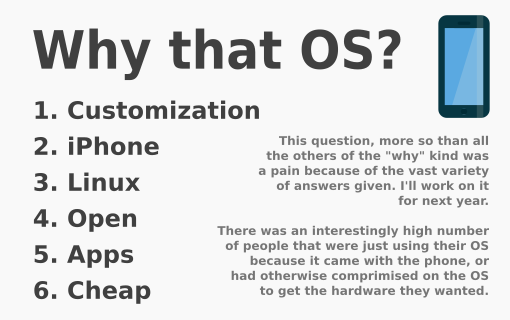 Why that OS?
1. Customization
2. iPhone
3. Linux
4. Open
5. Apps
6. Cheap
This question, more so than all
the others of the "why" kind was
a pain because of the vast variety
of answers given. I'll work on it
for next year.
There was an interestingly high number
of people that were just using their OS
because it came with the phone, or
had otherwise comprimised on the OS
to get the hardware they wanted.